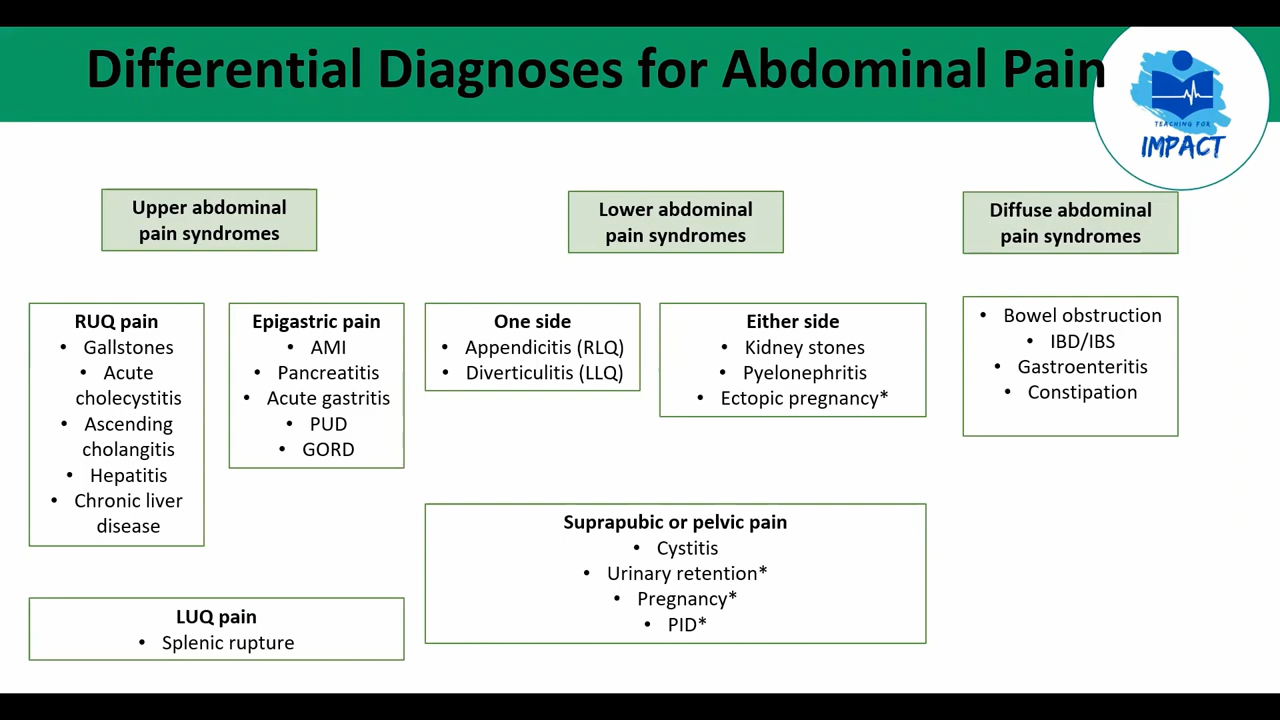 Differential Diagnoses for Abdominal Pain
TEACHING FOR
IMPACT
Upper abdominal
pain syndromes
Lower abdominal
pain syndromes
Diffuse abdominal
pain syndromes
RUQ pain
• Gallstones
• Acute
cholecystitis
• Ascending
cholangitis
• Hepatitis
• Chronic liver
disease
Epigastric pain
• AMI
• Pancreatitis
• Acute gastritis
• PUD
• GORD
One side
• Appendicitis (RLQ)
• Diverticulitis (LLQ)
Either side
• Kidney stones
• Pyelonephritis
• Ectopic pregnancy*
• Bowel obstruction
• IBD/IBS
• Gastroenteritis
• Constipation
Suprapubic or pelvic pain
• Cystitis
• Urinary retention*
• Pregnancy*
• PID*
LUQ pain
• Splenic rupture